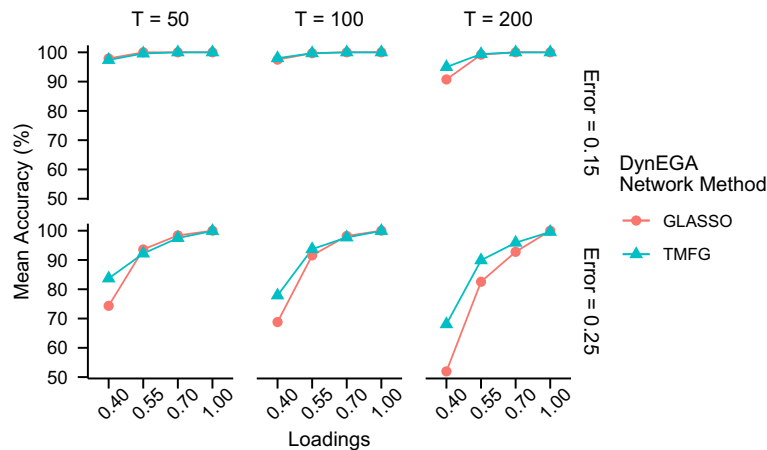 T = 50
T = 100
T = 200
100
90
80
70
60
50
Error = 0.15
100
90
80
70
60
50
Error = 0.25
Mean Accuracy (%)
0.40
0.55
0.70
1.00
0.40
0.55
0.70
1.00
0.40
0.55
0.70
1.00
Loadings
DynEGA
Network Method
GLASSO
TMFG